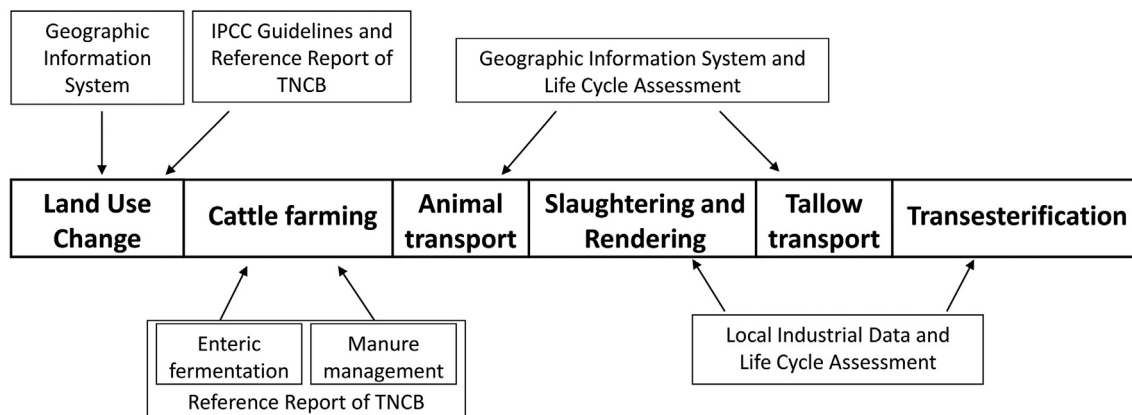 Geographic
Information
System
IPCC Guidelines and
Reference Report of
TNCB
Geographic Information System and
Life Cycle Assessment
Land Use
Change
Cattle farming
Animal
transport
Slaughtering and
Rendering
Tallow
transport
Transesterification
Enteric
fermentation
Manure
management
Reference Report of TNCB
Local Industrial Data and
Life Cycle Assessment